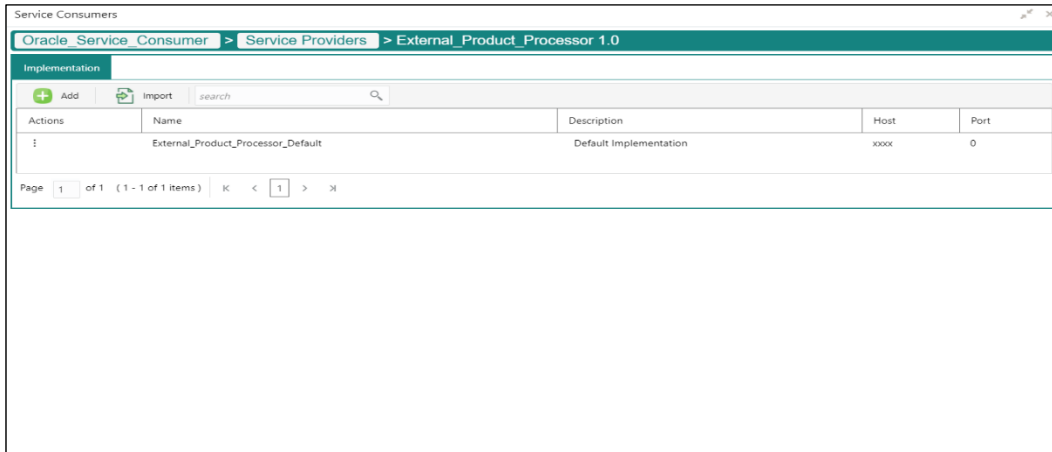 Service Consumers
Oracle_Service_Consumer > Service Providers > External_Product_Processor 1.0
Implementation
Add Import search
Actions Name Description Host Port
External_Product_Processor_Default Default Implementation xxxx 0
Page 1 of 1 (1 - 1 of 1 items) K < 1 > Ʞ